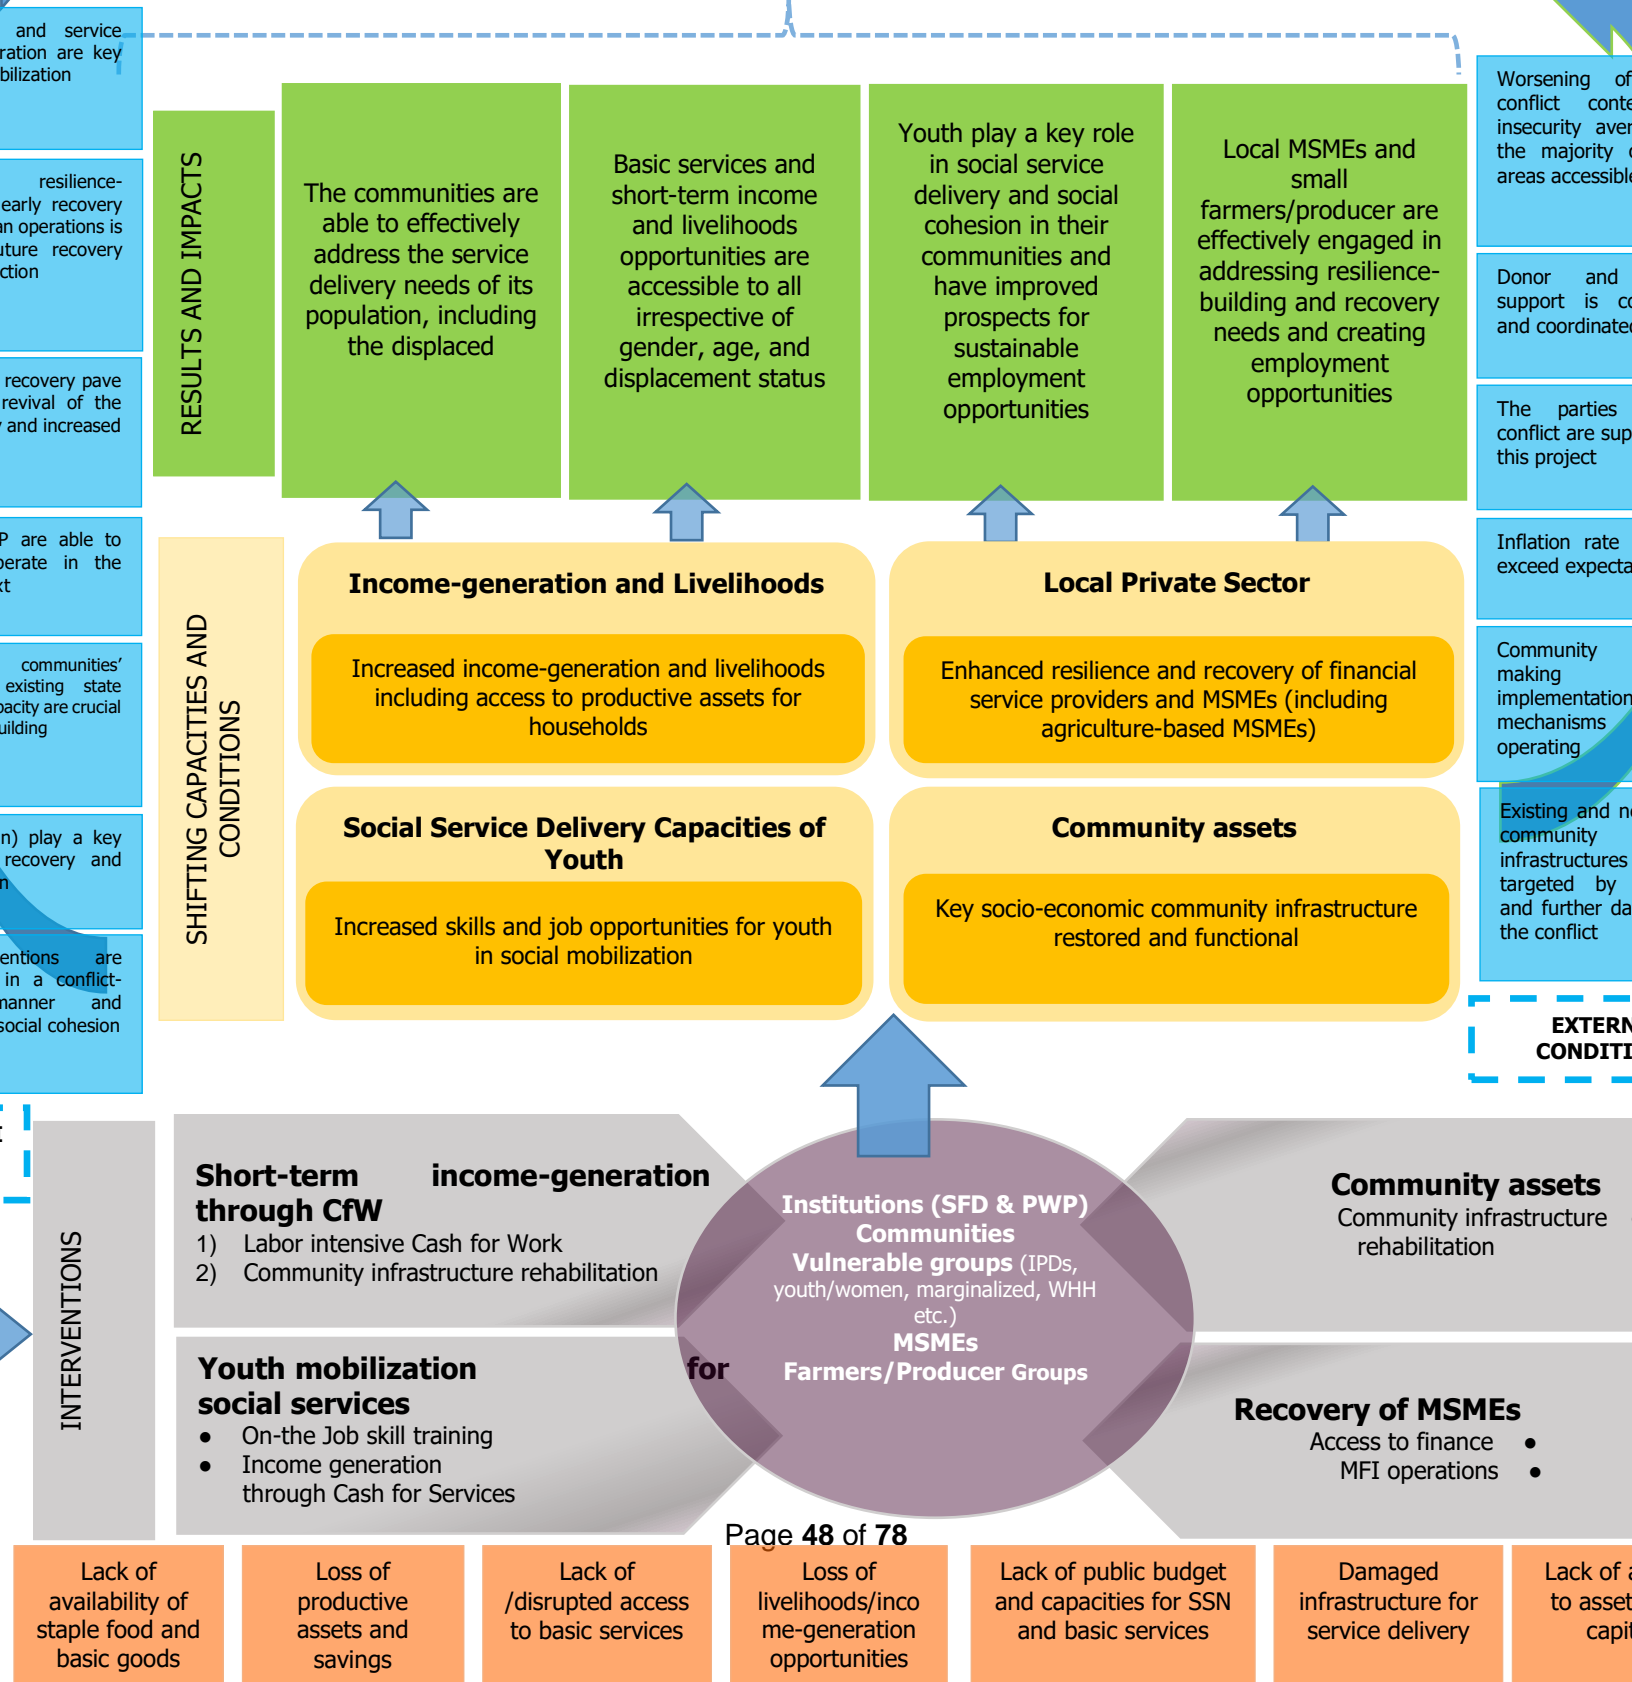 and service
ration are key
bilization
resilience-
early recovery
an operations is
uture recovery
ction
recovery pave
revival of the
y and increased
P are able to
perate in the
xt
communities’
existing state
pacity are crucial
uilding
n) play a key
recovery and
n
entions are
in a conflict-
manner and
social cohesion
RESULTS AND IMPACTS
The communities are
able to effectively
address the service
delivery needs of its
population, including
the displaced
Basic services and
short-term income
and livelihoods
opportunities are
accessible to all
irrespective of
gender, age, and
displacement status
Youth play a key role
in social service
delivery and social
cohesion in their
communities and
have improved
prospects for
sustainable
employment
opportunities
Local MSMEs and
small
farmers/producer are
effectively engaged in
addressing resilience-
building and recovery
needs and creating
employment
opportunities
Worsening of
conflict conte
insecurity aver
the majority
areas accessible
Donor and
support is co
and coordinated
The parties
conflict are sup
this project
Inflation rate
exceed expecta
Community
making
implementation
mechanisms
operating
Existing and ne
community
infrastructures
targeted by
and further da
the conflict
EXTERN
CONDITI
SHIFTING CAPACITIES AND
CONDITIONS
Income-generation and Livelihoods
Increased income-generation and livelihoods
including access to productive assets for
households
Local Private Sector
Enhanced resilience and recovery of financial
service providers and MSMEs (including
agriculture-based MSMEs)
Social Service Delivery Capacities of
Youth
Increased skills and job opportunities for youth
in social mobilization
Community assets
Key socio-economic community infrastructure
restored and functional
INTERVENTIONS
Short-term income-generation
through CfW
1) Labor intensive Cash for Work
2) Community infrastructure rehabilitation
Youth mobilization for
social services
● On-the Job skill training
● Income generation
through Cash for Services
Institutions (SFD & PWP)
Communities
Vulnerable groups (IPDs,
youth/women, marginalized, WHH
etc.)
MSMEs
Farmers/Producer Groups
Community assets
Community infrastructure
rehabilitation
Recovery of MSMEs
Access to finance ●
MFI operations ●
Page 48 of 78
Lack of
availability of
staple food and
basic goods
Loss of
productive
assets and
savings
Lack of
/disrupted access
to basic services
Loss of
livelihoods/inco
me-generation
opportunities
Lack of public budget
and capacities for SSN
and basic services
Damaged
infrastructure for
service delivery
Lack of a
to asset
capit